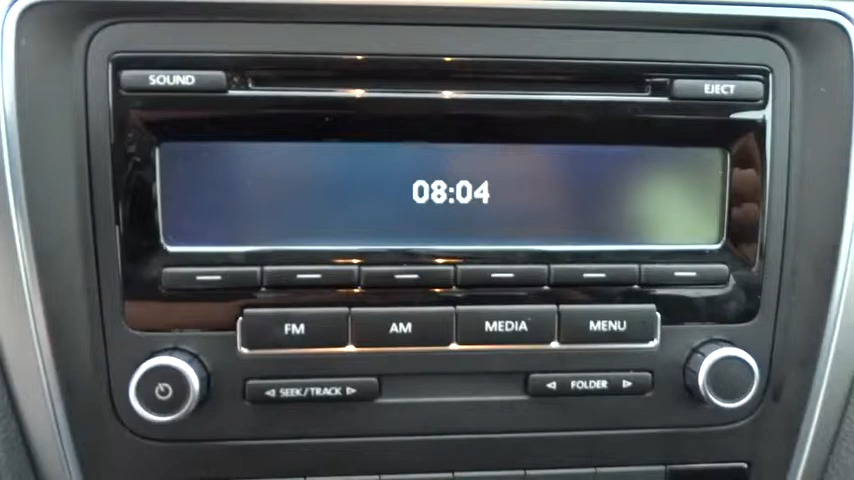 SOUND
EJECT
08:04
FM
AM
MEDIA
MENU
SEEK/TRACK
FOLDER